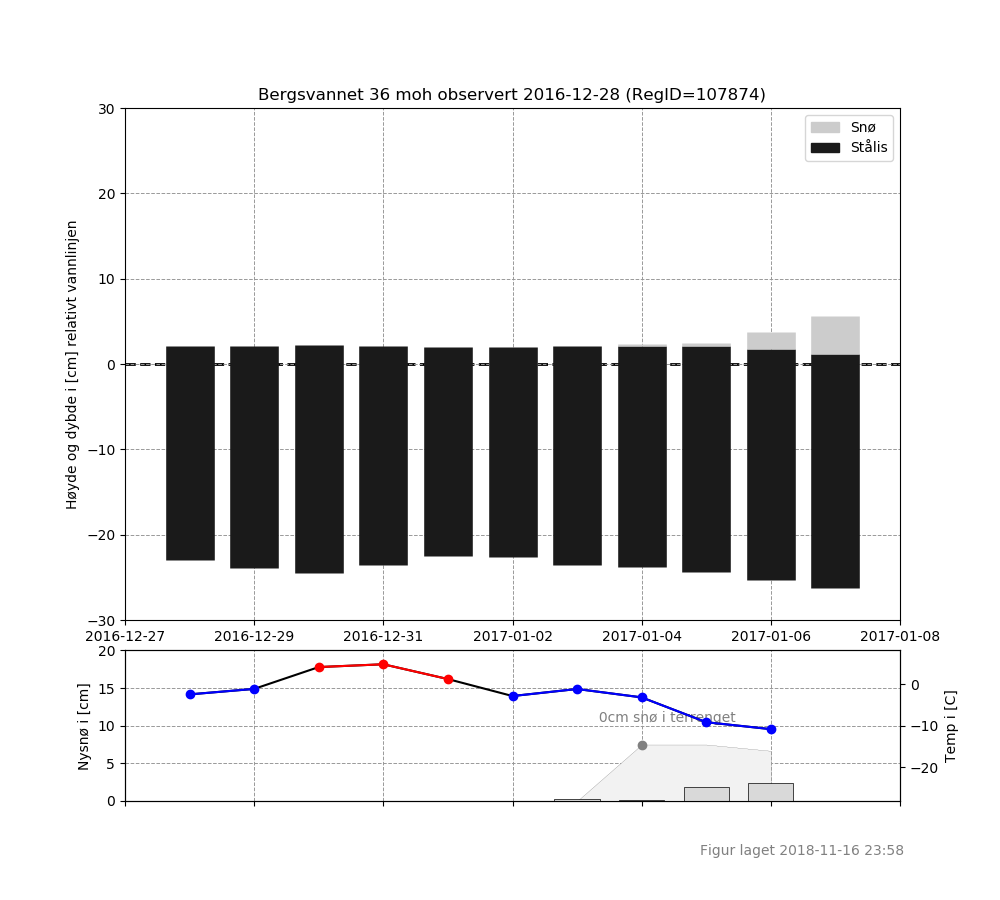 Bergsvannet 36 moh observert 2016-12-28 (RegID=107874)
Snø
Stålis
Høyde og dybde i [cm] relativt vannlinjen
30
20
10
0
−10
−20
−30
2016-12-27 2016-12-29 2016-12-31 2017-01-02 2017-01-04 2017-01-06 2017-01-08
Nysnø i [cm]
20
15
10
5
0
0cm snø i terrenget
0
−10
−20
Temp i [C]
Figur laget 2018-11-16 23:58